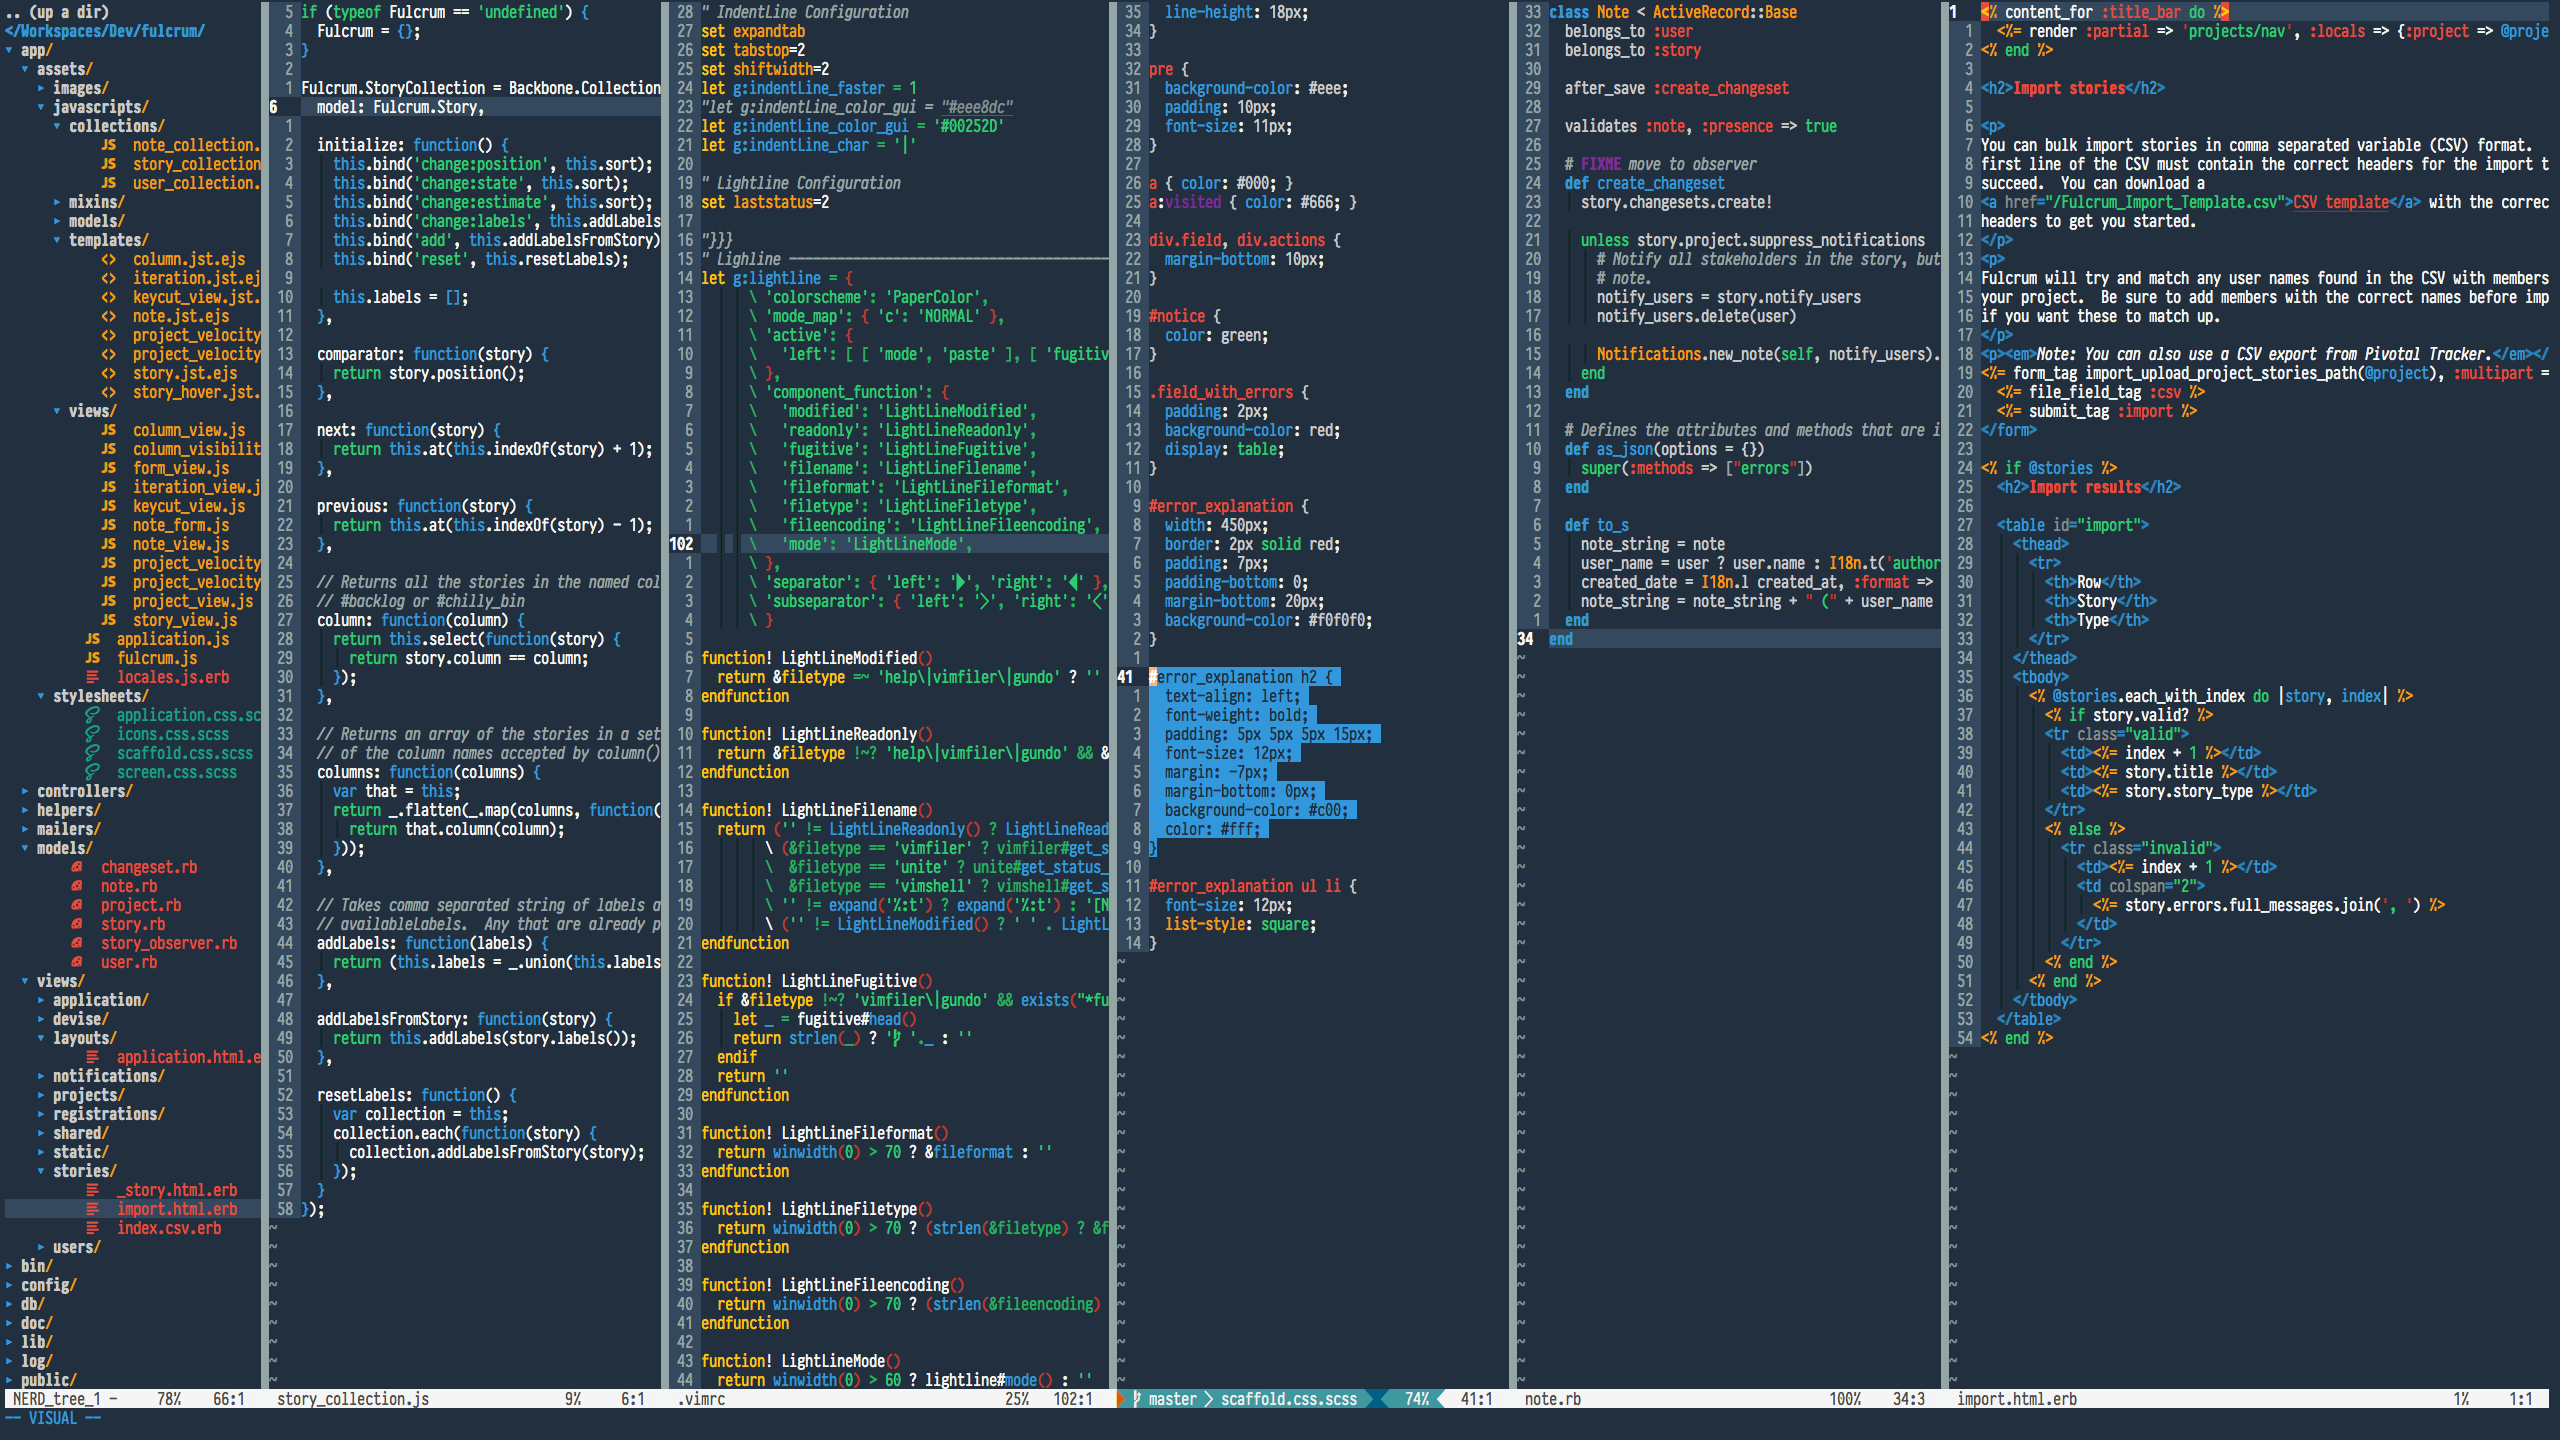 .. (up a dir)
</Workspaces/Dev/fulcrum/
▾ app/
▾ assets/
▸ images/
▾ javascripts/
▾ collections/
JS note_collection.
JS story_collection
JS user_collection.
▸ mixins/
▸ models/
▾ templates/
<> column.jst.ejs
<> iteration.jst.ej
<> keycut_view.jst.
<> note.jst.ejs
<> project_velocity
<> project_velocity
<> story.jst.ejs
<> story_hover.jst.
▾ views/
JS column_view.js
JS column_visibilit
JS form_view.js
JS iteration_view.j
JS keycut_view.js
JS note_form.js
JS note_view.js
JS project_velocity
JS project_velocity
JS project_view.js
JS story_view.js
JS application.js
JS fulcrum.js
locales.js.erb
▾ stylesheets/
application.css.sc
icons.css.scss
scaffold.css.scss
screen.css.scss
▸ controllers/
▸ helpers/
▸ mailers/
▾ models/
changeset.rb
note.rb
project.rb
story.rb
story_observer.rb
user.rb
▾ views/
▸ application/
▸ devise/
▾ layouts/
application.html.e
▸ notifications/
▸ projects/
▸ registrations/
▸ shared/
▸ static/
▾ stories/
_story.html.erb
import.html.erb
index.csv.erb
▸ users/
▸ bin/
▸ config/
▸ db/
▸ doc/
▸ lib/
▸ log/
▸ public/
NERD_tree_1 – 78% 66:1
-- VISUAL --
5 if (typeof Fulcrum == 'undefined') {
4 Fulcrum = {};
3 }
2
1 Fulcrum.StoryCollection = Backbone.Collection
6 model: Fulcrum.Story,
1
2 initialize: function() {
3 this.bind('change:position', this.sort);
4 this.bind('change:state', this.sort);
5 this.bind('change:estimate', this.sort);
6 this.bind('change:labels', this.addLabels
7 this.bind('add', this.addLabelsFromStory)
8 this.bind('reset', this.resetLabels);
9
10 this.labels = [];
11 },
12
13 comparator: function(story) {
14 return story.position();
15 },
16
17 next: function(story) {
18 return this.at(this.indexOf(story) + 1);
19 },
20
21 previous: function(story) {
22 return this.at(this.indexOf(story) - 1);
23 },
24
25 // Returns all the stories in the named col
26 // #backlog or #chilly_bin
27 column: function(column) {
28 return this.select(function(story) {
29 return story.column == column;
30 });
31 },
32
33 // Returns an array of the stories in a set
34 // of the column names accepted by column()
35 columns: function(columns) {
36 var that = this;
37 return _.flatten(_.map(columns, function(
38 return that.column(column);
39 }));
40 },
41
42 // Takes comma separated string of labels a
43 // availableLabels.  Any that are already p
44 addLabels: function(labels) {
45 return (this.labels = _.union(this.labels
46 },
47
48 addLabelsFromStory: function(story) {
49 return this.addLabels(story.labels());
50 },
51
52 resetLabels: function() {
53 var collection = this;
54 collection.each(function(story) {
55 collection.addLabelsFromStory(story);
56 });
57 }
58 });
story_collection.js 9% 6:1
28 " IndentLine Configuration
27 set expandtab
26 set tabstop=2
25 set shiftwidth=2
24 let g:indentLine_faster = 1
23 "let g:indentLine_color_gui = "#eee8dc"
22 let g:indentLine_color_gui = '#00252D'
21 let g:indentLine_char = '│'
20
19 " Lightline Configuration
18 set laststatus=2
17
16 "}}}
15 " Lighline ----------------------------------------
14 let g:lightline = {
13 \ 'colorscheme': 'PaperColor',
12 \ 'mode_map': { 'c': 'NORMAL' },
11 \ 'active': {
10 \   'left': [ [ 'mode', 'paste' ], [ 'fugitiv
9 \ },
8 \ 'component_function': {
7 \   'modified': 'LightLineModified',
6 \   'readonly': 'LightLineReadonly',
5 \   'fugitive': 'LightLineFugitive',
4 \   'filename': 'LightLineFilename',
3 \   'fileformat': 'LightLineFileformat',
2 \   'filetype': 'LightLineFiletype',
1 \   'fileencoding': 'LightLineFileencoding',
102 \   'mode': 'LightLineMode',
1 \ },
2 \ 'separator': { 'left': '', 'right': '' },
3 \ 'subseparator': { 'left': '', 'right': ''
4 \ }
5
6 function! LightLineModified()
7 return &filetype =~ 'help\|vimfiler\|gundo' ? ''
8 endfunction
9
10 function! LightLineReadonly()
11 return &filetype !~? 'help\|vimfiler\|gundo' && &
12 endfunction
13
14 function! LightLineFilename()
15 return ('' != LightLineReadonly() ? LightLineRead
16 \ (&filetype == 'vimfiler' ? vimfiler#get_s
17 \  &filetype == 'unite' ? unite#get_status_
18 \  &filetype == 'vimshell' ? vimshell#get_s
19 \ '' != expand('%:t') ? expand('%:t') : '[N
20 \ ('' != LightLineModified() ? ' ' . LightL
21 endfunction
22
23 function! LightLineFugitive()
24 if &filetype !~? 'vimfiler\|gundo' && exists("*fu
25 let _ = fugitive#head()
26 return strlen(_) ? ' '._ : ''
27 endif
28 return ''
29 endfunction
30
31 function! LightLineFileformat()
32 return winwidth(0) > 70 ? &fileformat : ''
33 endfunction
34
35 function! LightLineFiletype()
36 return winwidth(0) > 70 ? (strlen(&filetype) ? &f
37 endfunction
38
39 function! LightLineFileencoding()
40 return winwidth(0) > 70 ? (strlen(&fileencoding)
41 endfunction
42
43 function! LightLineMode()
44 return winwidth(0) > 60 ? lightline#mode() : ''
.vimrc 25% 102:1
35 line-height: 18px;
34 }
33
32 pre {
31 background-color: #eee;
30 padding: 10px;
29 font-size: 11px;
28 }
27
26 a { color: #000; }
25 a:visited { color: #666; }
24
23 div.field, div.actions {
22 margin-bottom: 10px;
21 }
20
19 #notice {
18 color: green;
17 }
16
15 .field_with_errors {
14 padding: 2px;
13 background-color: red;
12 display: table;
11 }
10
9 #error_explanation {
8 width: 450px;
7 border: 2px solid red;
6 padding: 7px;
5 padding-bottom: 0;
4 margin-bottom: 20px;
3 background-color: #f0f0f0;
2 }
1
41 #error_explanation h2 {
1 text-align: left;
2 font-weight: bold;
3 padding: 5px 5px 5px 15px;
4 font-size: 12px;
5 margin: -7px;
6 margin-bottom: 0px;
7 background-color: #c00;
8 color: #fff;
9 }
10
11 #error_explanation ul li {
12 font-size: 12px;
13 list-style: square;
14 }
master scaffold.css.scss 74% 41:1
33 class Note < ActiveRecord::Base
32 belongs_to :user
31 belongs_to :story
30
29 after_save :create_changeset
28
27 validates :note, :presence => true
26
25 # FIXME move to observer
24 def create_changeset
23 story.changesets.create!
22
21 unless story.project.suppress_notifications
20 # Notify all stakeholders in the story, but
19 # note.
18 notify_users = story.notify_users
17 notify_users.delete(user)
16
15 Notifications.new_note(self, notify_users).
14 end
13 end
12
11 # Defines the attributes and methods that are i
10 def as_json(options = {})
9 super(:methods => ["errors"])
8 end
7
6 def to_s
5 note_string = note
4 user_name = user ? user.name : I18n.t('author
3 created_date = I18n.l created_at, :format =>
2 note_string = note_string + " (" + user_name
1 end
34 end
note.rb 100% 34:3
1 <% content_for :title_bar do %>
1 <%= render :partial => 'projects/nav', :locals => {:project => @proje
2 <% end %>
3
4 <h2>Import stories</h2>
5
6 <p>
7 You can bulk import stories in comma separated variable (CSV) format.
8 first line of the CSV must contain the correct headers for the import t
9 succeed.  You can download a
10 <a href="/Fulcrum_Import_Template.csv">CSV template</a> with the correc
11 headers to get you started.
12 </p>
13 <p>
14 Fulcrum will try and match any user names found in the CSV with members
15 your project.  Be sure to add members with the correct names before imp
16 if you want these to match up.
17 </p>
18 <p><em>Note: You can also use a CSV export from Pivotal Tracker.</em></
19 <%= form_tag import_upload_project_stories_path(@project), :multipart =
20 <%= file_field_tag :csv %>
21 <%= submit_tag :import %>
22 </form>
23
24 <% if @stories %>
25 <h2>Import results</h2>
26
27 <table id="import">
28 <thead>
29 <tr>
30 <th>Row</th>
31 <th>Story</th>
32 <th>Type</th>
33 </tr>
34 </thead>
35 <tbody>
36 <% @stories.each_with_index do |story, index| %>
37 <% if story.valid? %>
38 <tr class="valid">
39 <td><%= index + 1 %></td>
40 <td><%= story.title %></td>
41 <td><%= story.story_type %></td>
42 </tr>
43 <% else %>
44 <tr class="invalid">
45 <td><%= index + 1 %></td>
46 <td colspan="2">
47 <%= story.errors.full_messages.join(', ') %>
48 </td>
49 </tr>
50 <% end %>
51 <% end %>
52 </tbody>
53 </table>
54 <% end %>
import.html.erb 1% 1:1